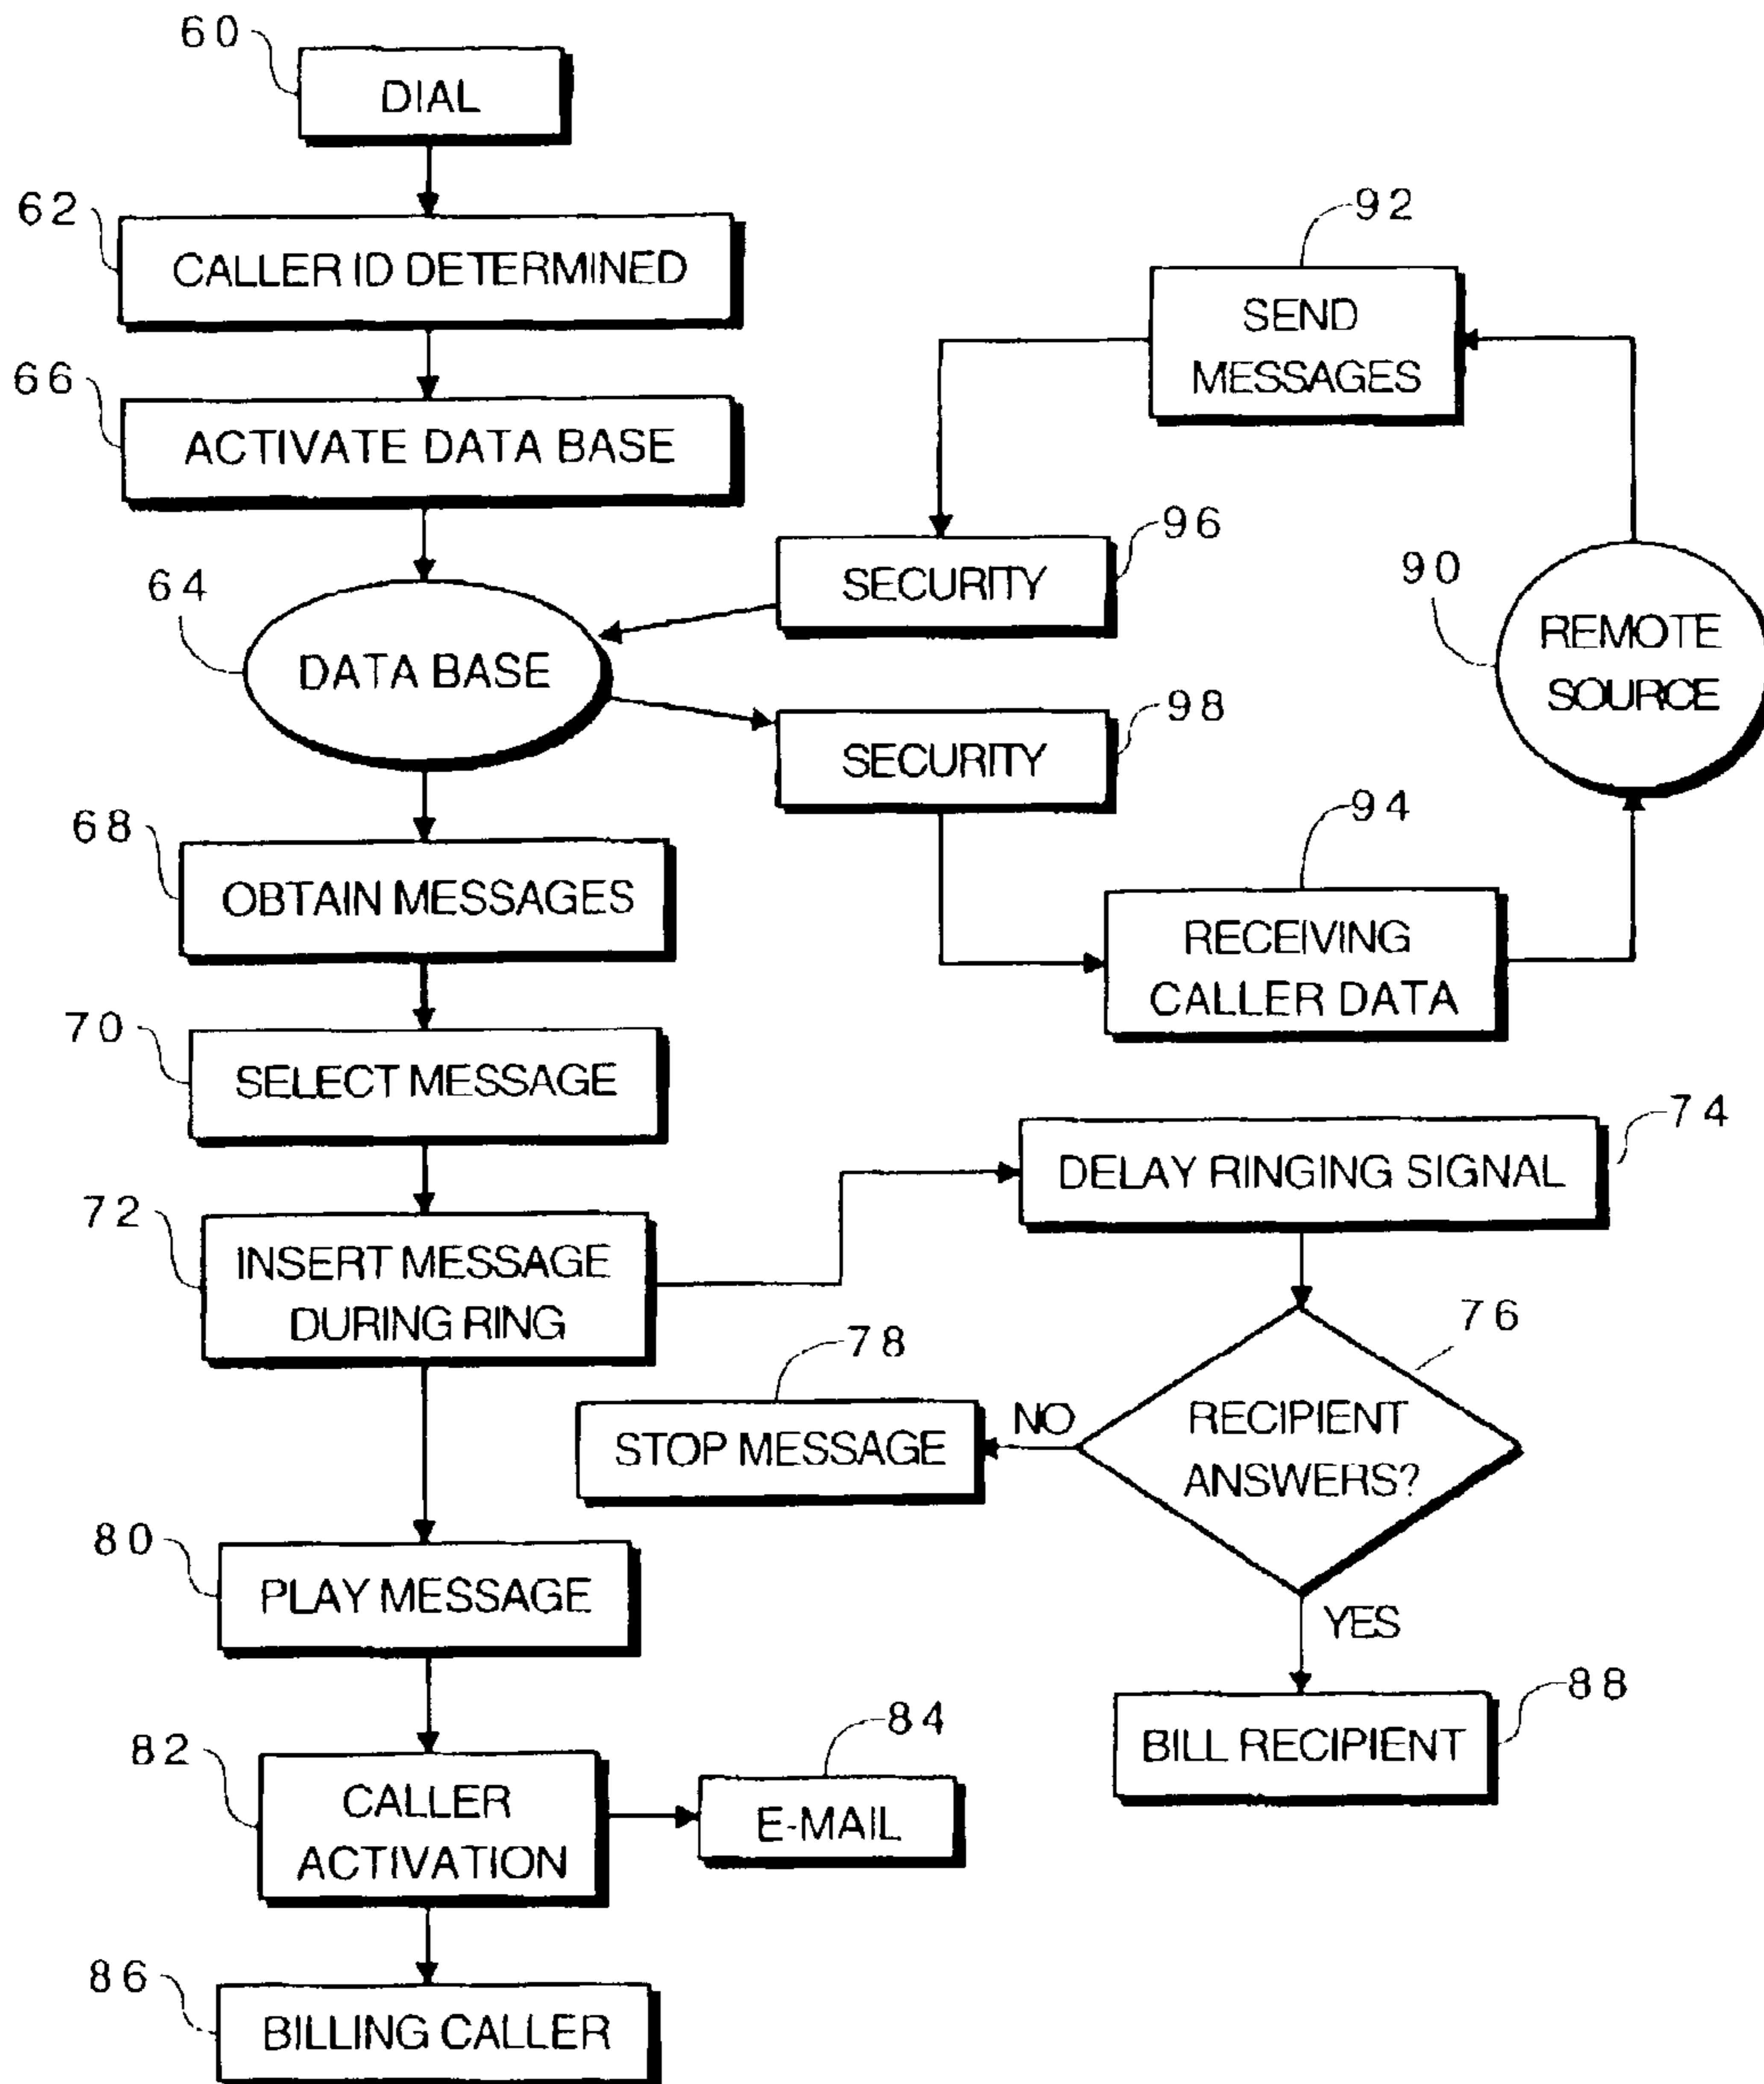 60
DIAL
62
CALLER ID DETERMINED
92
SEND
MESSAGES
66
ACTIVATE DATA BASE
96
SECURITY
90
REMOTE
SOURCE
64
DATA BASE
98
SECURITY
68
OBTAIN MESSAGES
94
RECEIVING
CALLER DATA
70
SELECT MESSAGE
74
DELAY RINGING SIGNAL
72
INSERT MESSAGE
DURING RING
76
RECIPIENT
ANSWERS?
78
NO
STOP MESSAGE
80
PLAY MESSAGE
YES
88
BILL RECIPIENT
82
CALLER
ACTIVATION
84
E-MAIL
86
BILLING CALLER